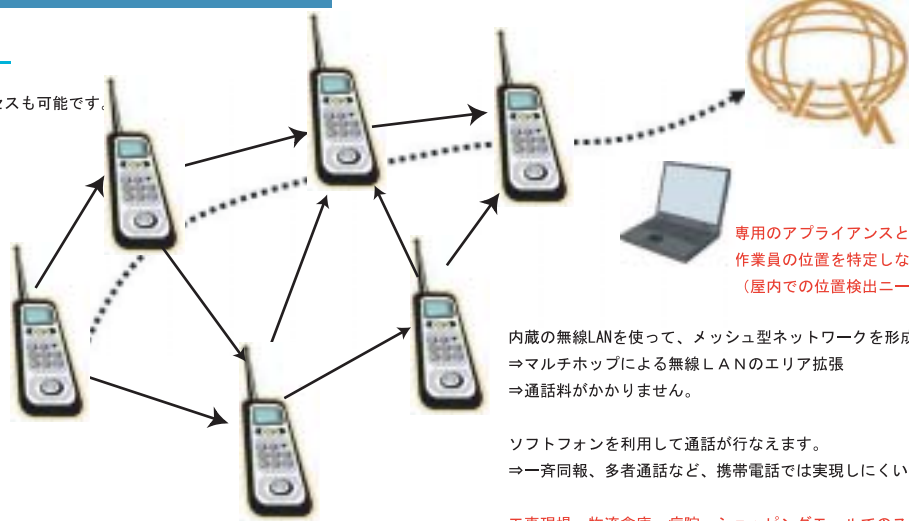 セスも可能です。
専用のアプライアンスと
作業員の位置を特定しな
（屋内での位置検出ニー
内蔵の無線LANを使って、メッシュ型ネットワークを形成
⇒マルチホップによる無線ＬＡＮのエリア拡張
⇒通話料がかかりません。
ソフトフォンを利用して通話が行なえます。
⇒一斉同報、多者通話など、携帯電話では実現しにくい